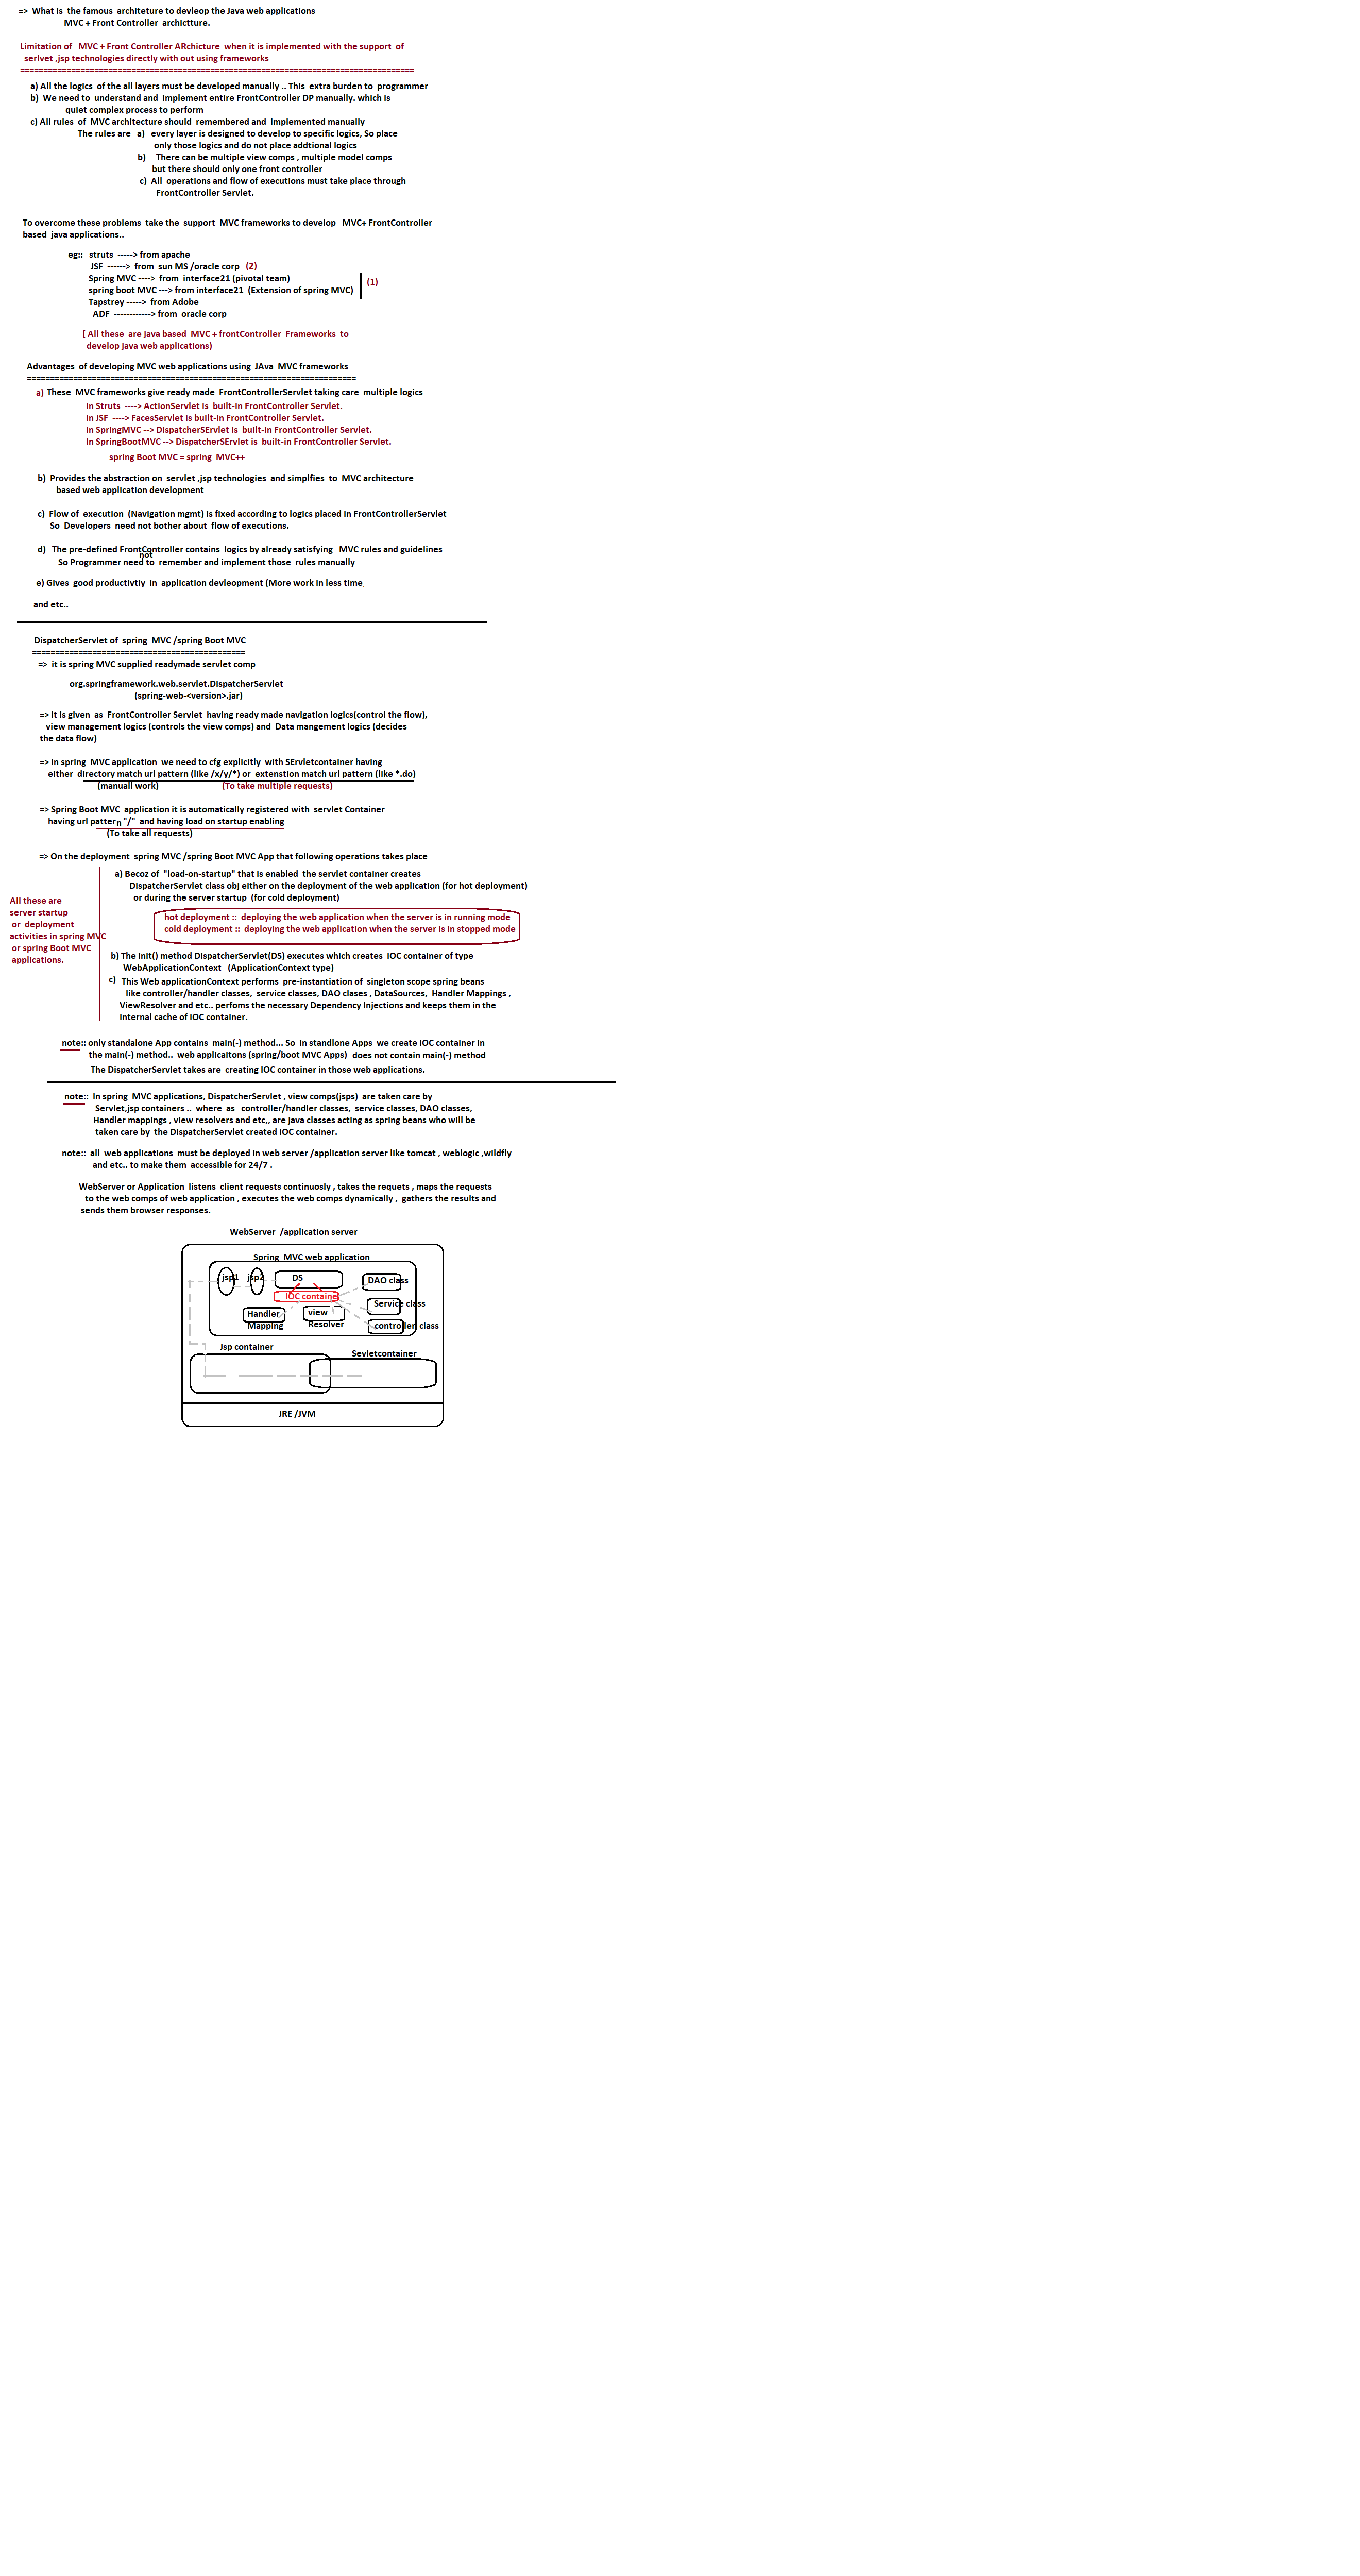 => What is the famous architeture to devleop the Java web applications
MVC + Front Controller archictture.
Limitation of MVC + Front Controller ARchicture when it is implemented with the support of
serlvet ,jsp technologies directly with out using frameworks
=====================================================================================
a) All the logics of the all layers must be developed manually .. This extra burden to programmer
b) We need to understand and implement entire FrontController DP manually. which is
quiet complex process to perform
c) All rules of MVC architecture should remembered and implemented manually
The rules are a) every layer is designed to develop to specific logics, So place
only those logics and do not place addtional logics
b) There can be multiple view comps , multiple model comps
but there should only one front controller
c) All operations and flow of executions must take place through
FrontController Servlet.
To overcome these problems take the support MVC frameworks to develop MVC+ FrontController
based java applications..
eg:: struts -----> from apache
JSF ------> from sun MS /oracle corp (2)
Spring MVC ----> from interface21 (pivotal team)
spring boot MVC ---> from interface21 (Extension of spring MVC) (1)
Tapstrey -----> from Adobe
ADF ------------> from oracle corp
[ All these are java based MVC + frontController Frameworks to
develop java web applications)
Advantages of developing MVC web applications using JAva MVC frameworks
=======================================================================
a) These MVC frameworks give ready made FrontControllerServlet taking care multiple logics
In Struts ----> ActionServlet is built-in FrontController Servlet.
In JSF ----> FacesServlet is built-in FrontController Servlet.
In SpringMVC --> DispatcherSErvlet is built-in FrontController Servlet.
In SpringBootMVC --> DispatcherSErvlet is built-in FrontController Servlet.
spring Boot MVC = spring MVC++
b) Provides the abstraction on servlet ,jsp technologies and simplfies to MVC architecture
based web application development
c) Flow of execution (Navigation mgmt) is fixed according to logics placed in FrontControllerServlet
So Developers need not bother about flow of executions.
d) The pre-defined FrontController contains logics by already satisfying MVC rules and guidelines
not
So Programmer need to remember and implement those rules manually
e) Gives good productivtiy in application devleopment (More work in less time
and etc..
DispatcherServlet of spring MVC /spring Boot MVC
==============================================
=> it is spring MVC supplied readymade servlet comp
org.springframework.web.servlet.DispatcherServlet
(spring-web-<version>.jar)
=> It is given as FrontController Servlet having ready made navigation logics(control the flow),
view management logics (controls the view comps) and Data mangement logics (decides
the data flow)
=> In spring MVC application we need to cfg explicitly with SErvletcontainer having
either directory match url pattern (like /x/y/*) or extenstion match url pattern (like *.do)
(manuall work) (To take multiple requests)
=> Spring Boot MVC application it is automatically registered with servlet Container
having url pattern "/" and having load on startup enabling
(To take all requests)
=> On the deployment spring MVC /spring Boot MVC App that following operations takes place
a) Becoz of "load-on-startup" that is enabled the servlet container creates
DispatcherServlet class obj either on the deployment of the web application (for hot deployment)
or during the server startup (for cold deployment)
All these are
server startup
or deployment
activities in spring MVC
or spring Boot MVC
applications.
hot deployment :: deploying the web application when the server is in running mode
cold deployment :: deploying the web application when the server is in stopped mode
b) The init() method DispatcherServlet(DS) executes which creates IOC container of type
WebApplicationContext (ApplicationContext type)
c) This Web applicationContext performs pre-instantiation of singleton scope spring beans
like controller/handler classes, service classes, DAO clases , DataSources, Handler Mappings ,
ViewResolver and etc.. perfoms the necessary Dependency Injections and keeps them in the
Internal cache of IOC container.
note:: only standalone App contains main(-) method... So in standlone Apps we create IOC container in
the main(-) method.. web applicaitons (spring/boot MVC Apps) does not contain main(-) method
The DispatcherServlet takes are creating IOC container in those web applications.
note:: In spring MVC applications, DispatcherServlet , view comps(jsps) are taken care by
Servlet,jsp containers .. where as controller/handler classes, service classes, DAO classes,
Handler mappings , view resolvers and etc,, are java classes acting as spring beans who will be
taken care by the DispatcherServlet created IOC container.
note:: all web applications must be deployed in web server /application server like tomcat , weblogic ,wildfly
and etc.. to make them accessible for 24/7 .
WebServer or Application listens client requests continuosly , takes the requets , maps the requests
to the web comps of web application , executes the web comps dynamically , gathers the results and
sends them browser responses.
WebServer /application server
Spring MVC web application
jsp1 jsp2 DS DAO class
IOC container
Service class
Handler view
Mapping Resolver controller class
Jsp container
Sevletcontainer
JRE /JVM